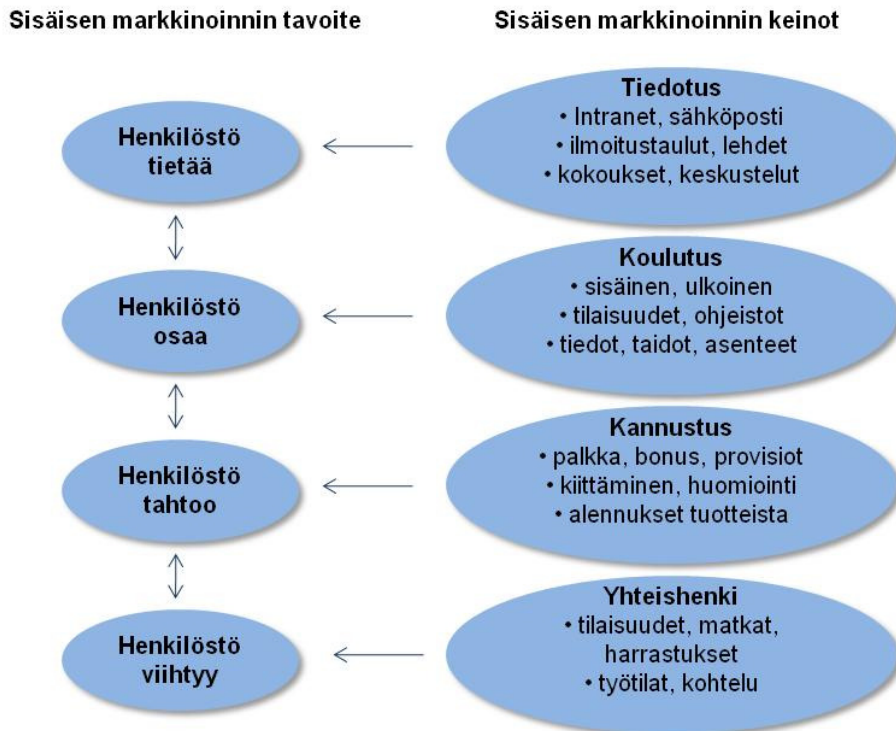 Sisäisen markkinoinnin tavoite
Sisäisen markkinoinnin keinot
Henkilöstö
tietää
Tiedotus
• Intranet, sähköposti
• ilmoitustaulut, lehdet
• kokoukset, keskustelut
Henkilöstö
osaa
Koulutus
• sisäinen, ulkoinen
• tilaisuudet, ohjeistot
• tiedot, taidot, asenteet
Henkilöstö
tahtoo
Kannustus
• palkka, bonus, provisiot
• kiittäminen, huomiointi
• alennukset tuotteista
Henkilöstö
viihtyy
Yhteishenki
• tilaisuudet, matkat,
harrastukset
• työtilat, kohtelu